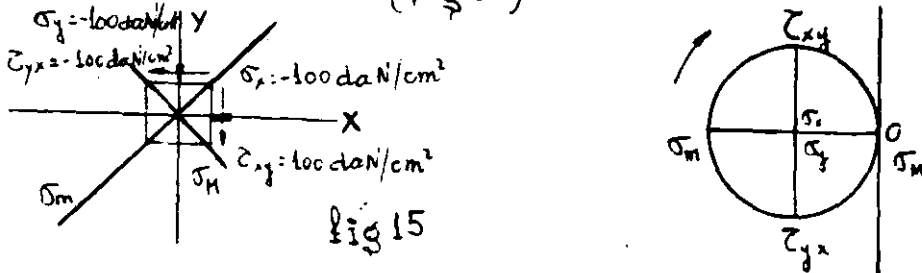 σy=-100daN/cm² Y
τyx=-100daN/cm²
σx=-100daN/cm²
X
τxy=100daN/cm²
σm
σM
fig 15
τxy
σx
σy
σm
O
σM
τyx